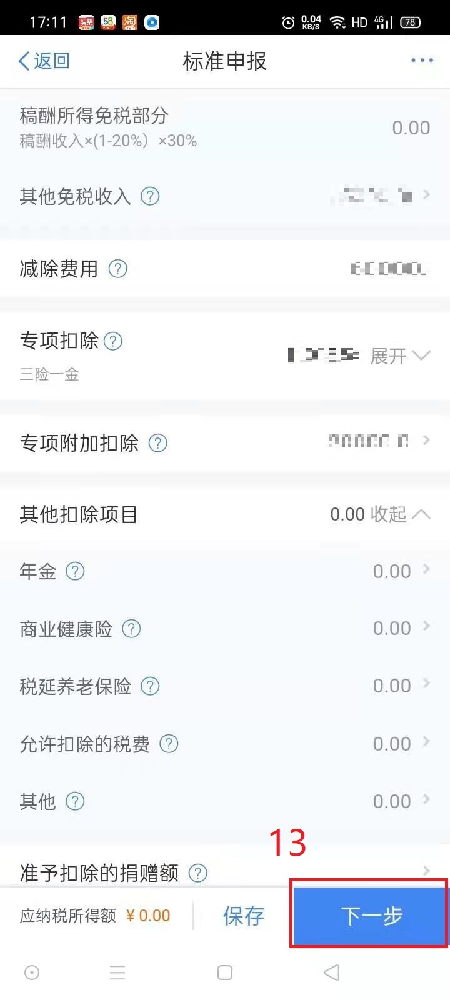 17:11
头条
58
淘
0.04
KB/S
HD
4G
78
返回
标准申报
稿酬所得免税部分
0.00
稿酬收入×(1-20%）×30%
其他免税收入 ?
减除费用 ?
专项扣除 ?
展开
三险一金
专项附加扣除 ?
其他扣除项目
0.00 收起
年金 ?
0.00
商业健康险 ?
0.00
税延养老保险 ?
0.00
允许扣除的税费 ?
0.00
其他 ?
0.00
13
准予扣除的捐赠额 ?
应纳税所得额 ¥0.00
保存
下一步